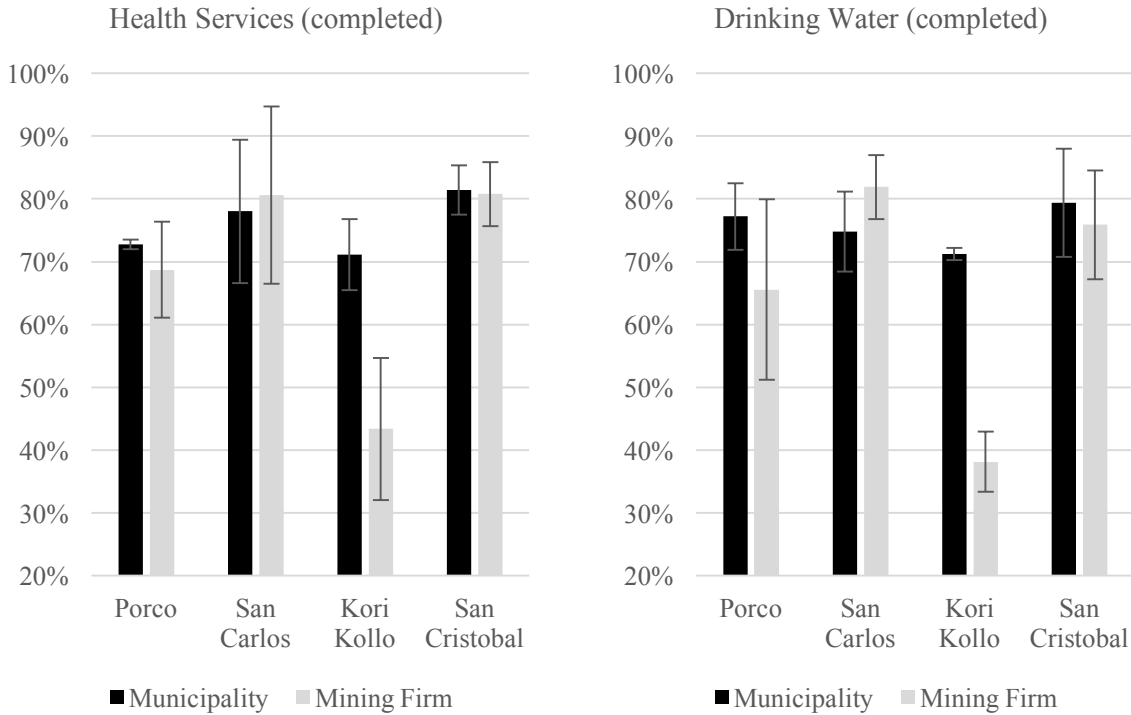 Health Services (completed)
100%
90%
80%
70%
60%
50%
40%
30%
20%
Porco
San
Carlos
Kori
Kollo
San
Cristobal
Municipality
Mining Firm
Drinking Water (completed)
100%
90%
80%
70%
60%
50%
40%
30%
20%
Porco
San
Carlos
Kori
Kollo
San
Cristobal
Municipality
Mining Firm